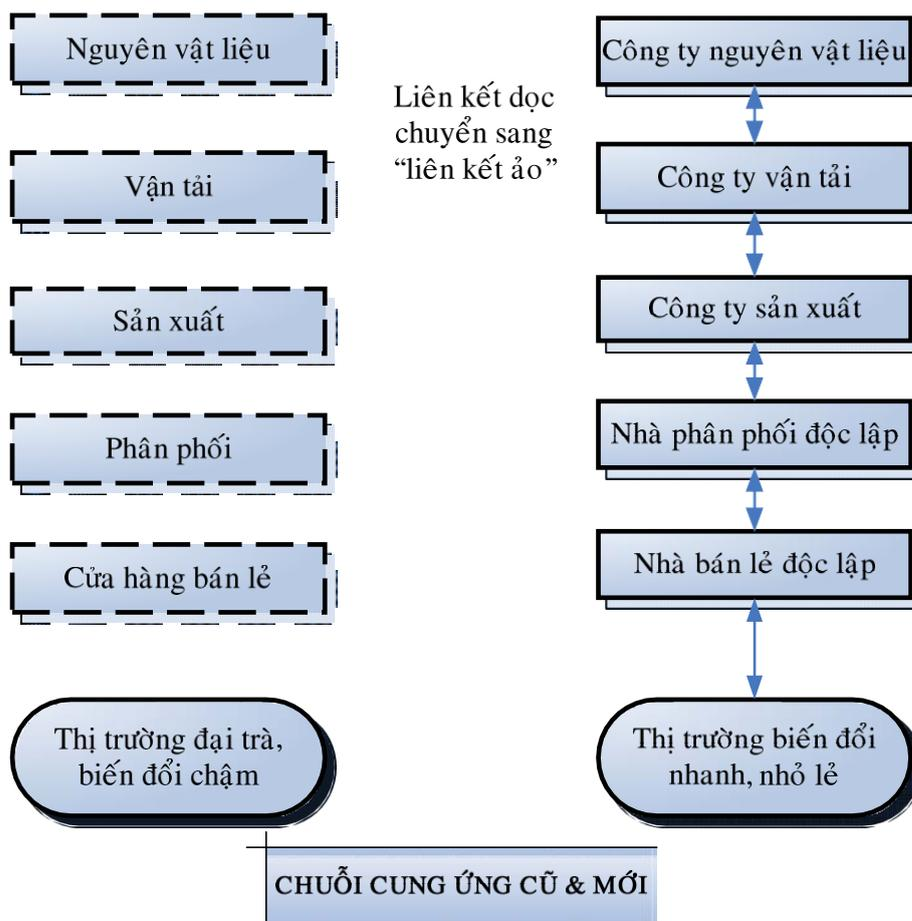 Nguyên vật liệu
Vận tải
Sản xuất
Phân phối
Cửa hàng bán lẻ
Thị trường đại trà,
biến đổi chậm
Liên kết dọc
chuyển sang
“liên kết ảo”
Công ty nguyên vật liệu
Công ty vận tải
Công ty sản xuất
Nhà phân phối độc lập
Nhà bán lẻ độc lập
Thị trường biến đổi
nhanh, nhỏ lẻ
CHUỖI CUNG ỨNG CŨ & MỚI